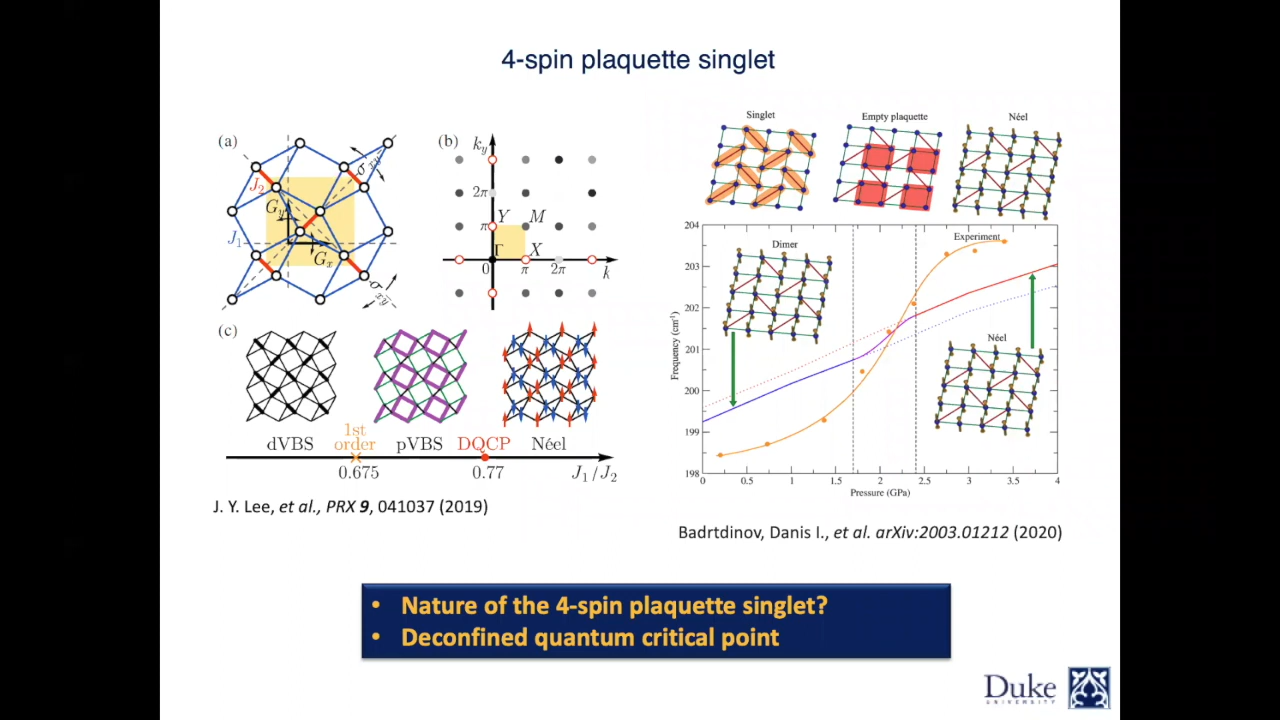 4-spin plaquette singlet
(a)
J2
Gy
J1
Gx
σxy
σxȳ
(b)
ky
2π
π
Y
M
Γ
X
0
π
2π
k
(c)
dVBS
1st
order
pVBS
DQCP
Néel
0.675
0.77
J1/J2
J. Y. Lee, et al., PRX 9, 041037 (2019)
Singlet
Empty plaquette
Néel
204
203
202
201
200
199
198
Frequency (cm⁻¹)
Dimer
Experiment
Néel
0
0.5
1
1.5
2
2.5
3
3.5
4
Pressure (GPa)
Badrtdinov, Danis I., et al. arXiv:2003.01212 (2020)
• Nature of the 4-spin plaquette singlet?
• Deconfined quantum critical point
Duke
UNIVERSITY